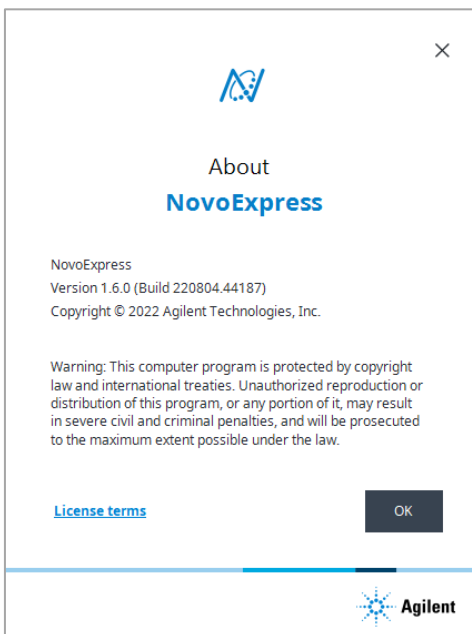 About
NovoExpress
NovoExpress
Version 1.6.0 (Build 220804.44187)
Copyright © 2022 Agilent Technologies, Inc.
Warning: This computer program is protected by copyright
law and international treaties. Unauthorized reproduction or
distribution of this program, or any portion of it, may result
in severe civil and criminal penalties, and will be prosecuted
to the maximum extent possible under the law.
License terms
OK
Agilent